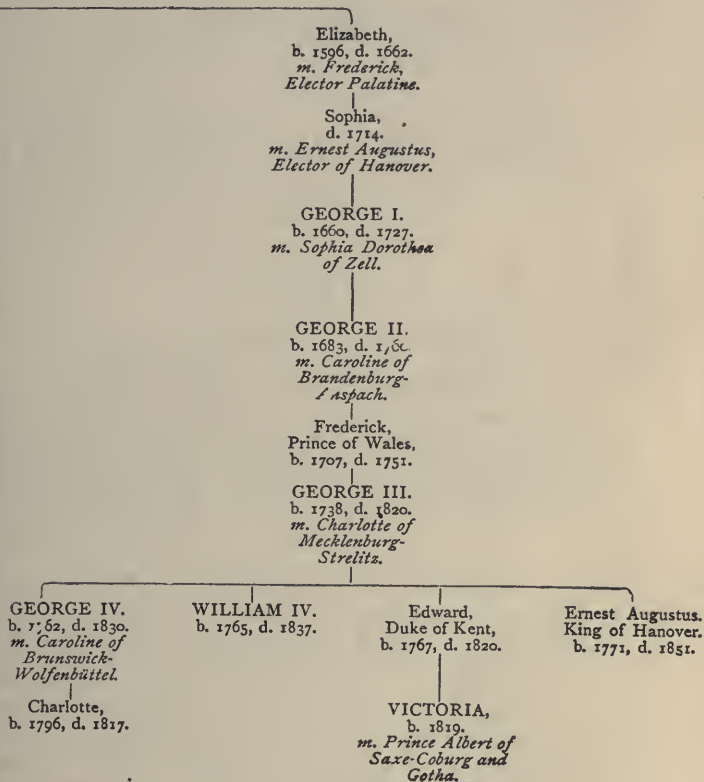 Elizabeth,
b. 1596, d. 1662.
m. Frederick,
Elector Palatine.
Sophia,
d. 1714.
m. Ernest Augustus,
Elector of Hanover.
GEORGE I.
b. 1660, d. 1727.
m. Sophia Dorothea
of Zell.
GEORGE II.
b. 1683, d.
m. Caroline of
Brandenburg-
Anspach.
Frederick,
Prince of Wales,
b. 1707, d. 1751.
GEORGE III.
b. 1738, d. 1820.
m. Charlotte of
Mecklenburg-
Strelitz.
GEORGE IV.
b. 1762, d. 1830.
m. Caroline of
Brunswick-
Wolfenbüttel.
Charlotte,
b. 1796, d. 1817.
WILLIAM IV.
b. 1765, d. 1837.
Edward,
Duke of Kent,
b. 1767, d. 1820.
VICTORIA,
b. 1819.
m. Prince Albert of
Saxe-Coburg and
Gotha.
Ernest Augustus.
King of Hanover.
b. 1771, d. 1851.